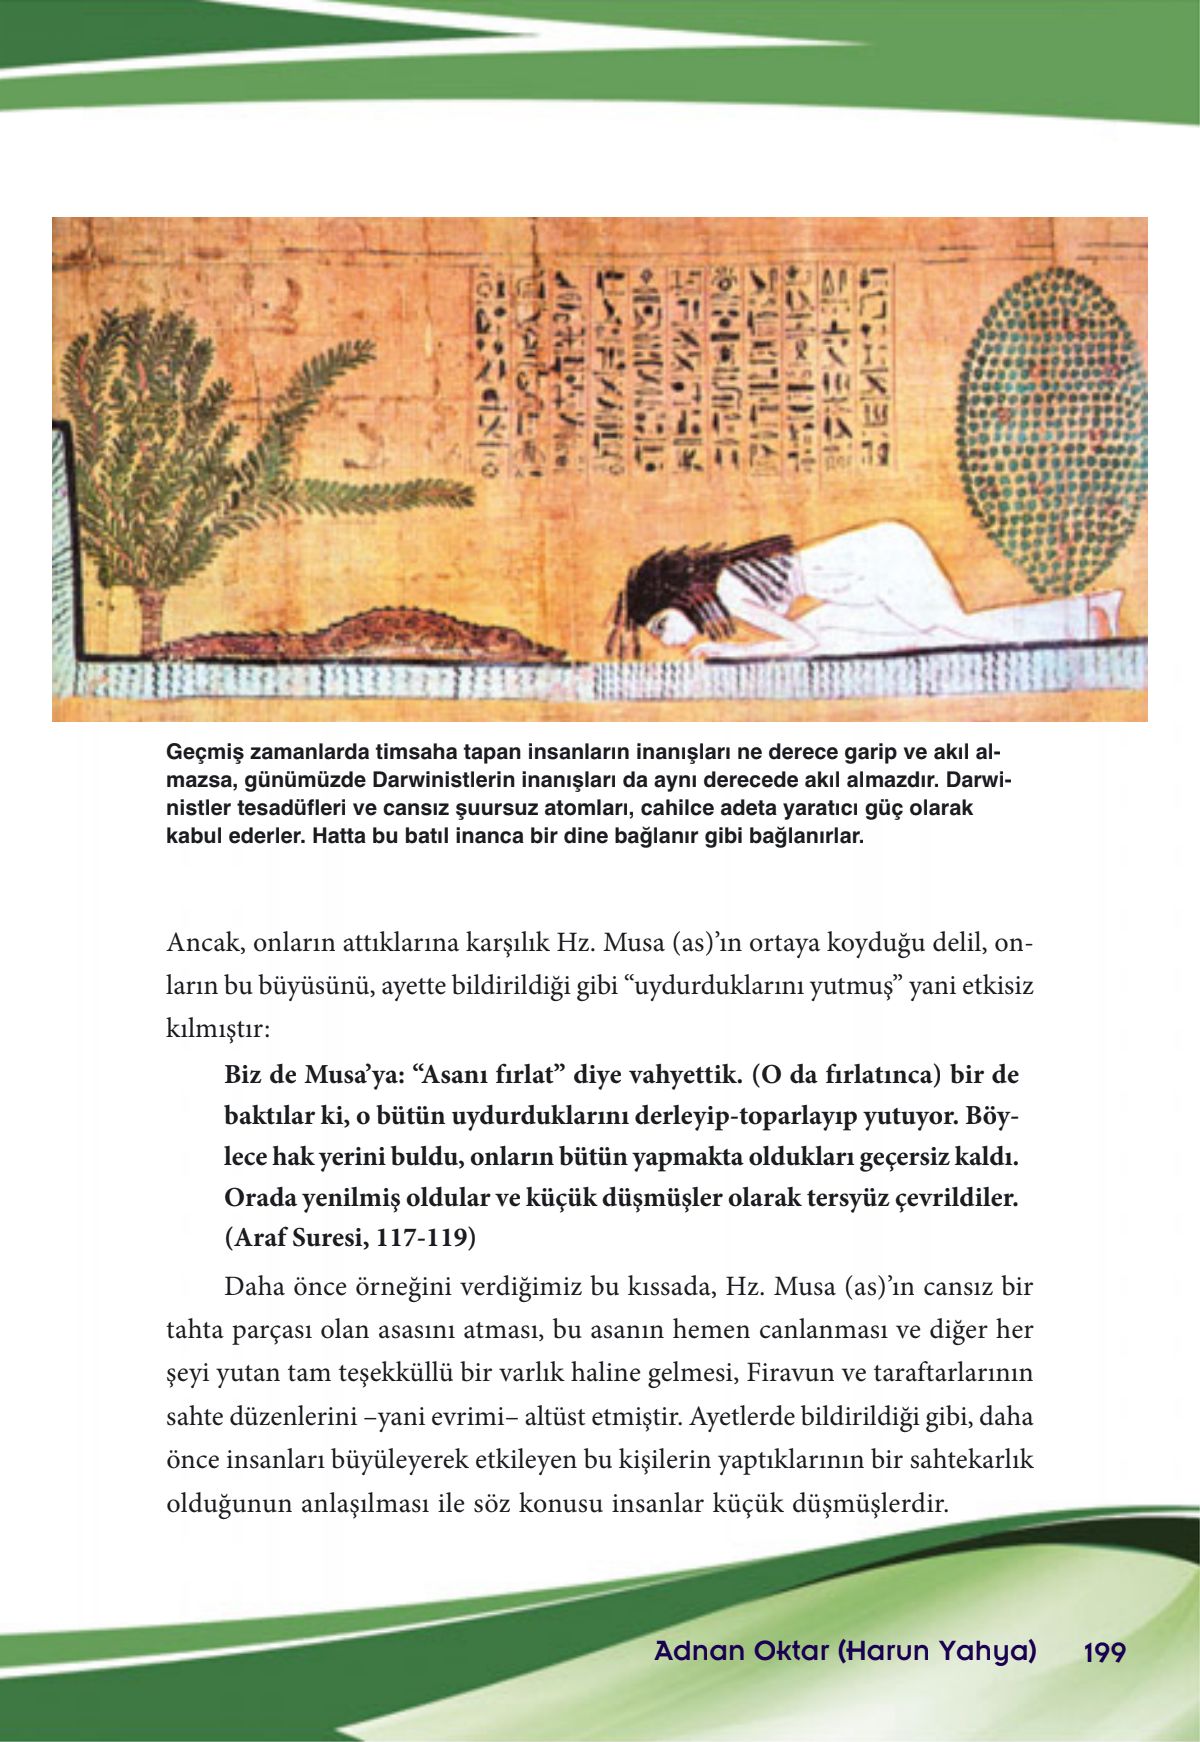 Geçmiş zamanlarda timsaha tapan insanların inanışları ne derece garip ve akıl al-
mazsa, günümüzde Darwinistlerin inanışları da aynı derecede akıl almazdır. Darwi-
nistler tesadüfleri ve cansız şuursuz atomları, cahilce adeta yaratıcı güç olarak
kabul ederler. Hatta bu batıl inanca bir dine bağlanır gibi bağlanırlar.
Ancak, onların attıklarına karşılık Hz. Musa (as)’ın ortaya koyduğu delil, on-
ların bu büyüsünü, ayette bildirildiği gibi “uydurduklarını yutmuş” yani etkisiz
kılmıştır:
Biz de Musa’ya: “Asanı fırlat” diye vahyettik. (O da fırlatınca) bir de
baktılar ki, o bütün uydurduklarını derleyip-toparlayıp yutuyor. Böy-
lece hak yerini buldu, onların bütün yapmakta oldukları geçersiz kaldı.
Orada yenilmiş oldular ve küçük düşmüşler olarak tersyüz çevrildiler.
(Araf Suresi, 117-119)
Daha önce örneğini verdiğimiz bu kıssada, Hz. Musa (as)’ın cansız bir
tahta parçası olan asasını atması, bu asanın hemen canlanması ve diğer her
şeyi yutan tam teşekküllü bir varlık haline gelmesi, Firavun ve taraftarlarının
sahte düzenlerini –yani evrimi– altüst etmiştir. Ayetlerde bildirildiği gibi, daha
önce insanları büyüleyerek etkileyen bu kişilerin yaptıklarının bir sahtekarlık
olduğunun anlaşılması ile söz konusu insanlar küçük düşmüşlerdir.
Adnan Oktar (Harun Yahya) 199